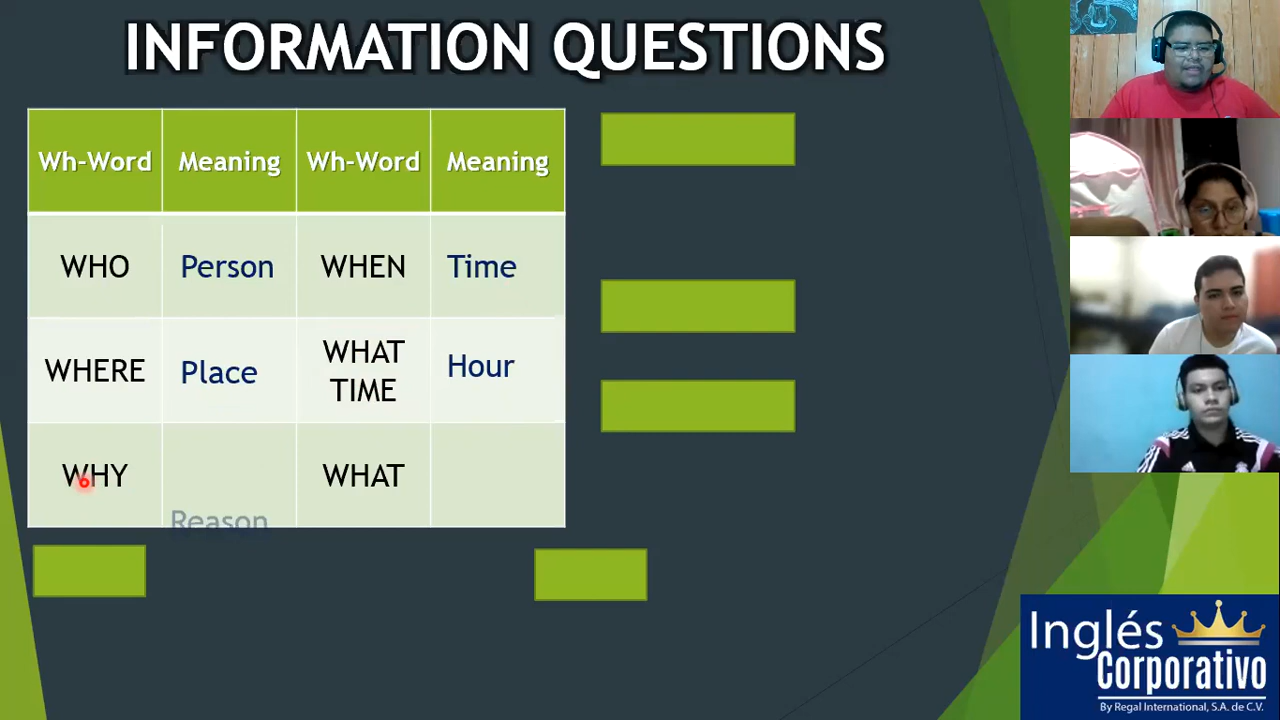 INFORMATION QUESTIONS
Wh-Word Meaning Wh-Word Meaning
WHO Person WHEN Time
WHERE Place WHAT TIME Hour
WHY Reason WHAT
Inglés
Corporativo
By Regal International, S.A. de C.V.